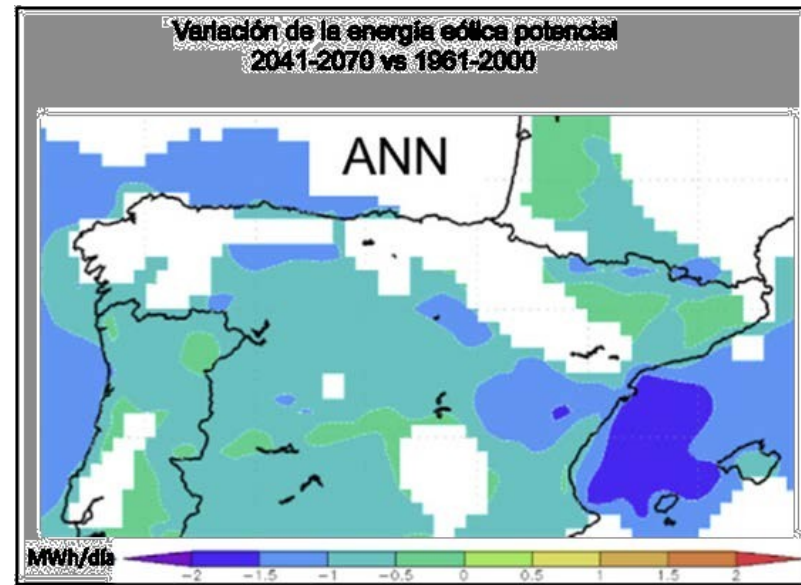 Variación de la energía eólica potencial
2041-2070 vs 1961-2000
ANN
MWh/día
-2 -1.5 -1 -0.5 0 0.5 1 1.5 2